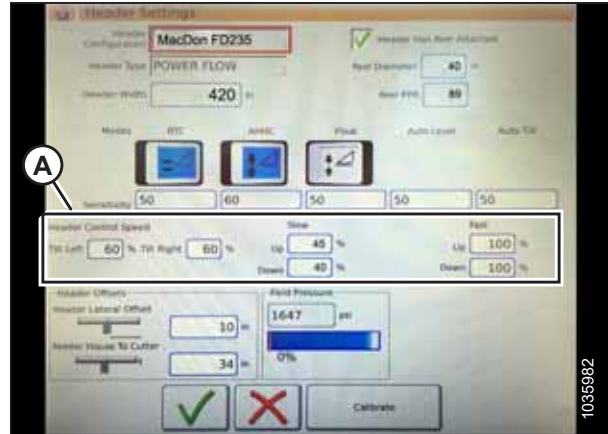 Header Settings
Header Configuration MacDon FD235 Header Has Reel Attached
Header Type POWER FLOW Reel Diameter 40 in
Header Width 420 in Reel PPR 89
Modes RTC AHHC Float Auto Level Auto Tilt
A
Sensitivity 50 60 50 50 50
Header Control Speed Slow Fast
Tilt Left 60 % Tilt Right 60 % Up 45 % Up 100 %
Down 40 % Down 100 %
Header Offsets Field Pressure
Header Lateral Offset 1647 psi
10 in
Feeder House To Cutter 0%
34 in
Calibrate
1035982